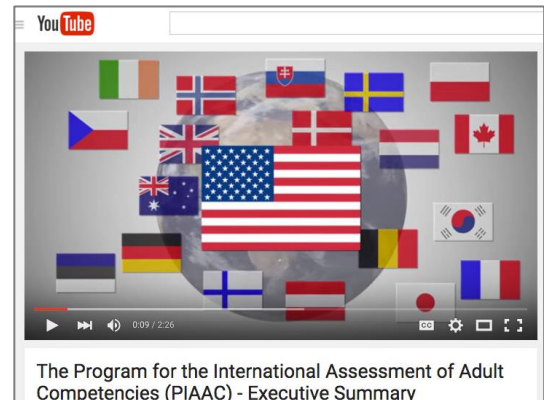 YouTube
0:09 / 2:26
CC
The Program for the International Assessment of Adult
Competencies (PIAAC) - Executive Summary